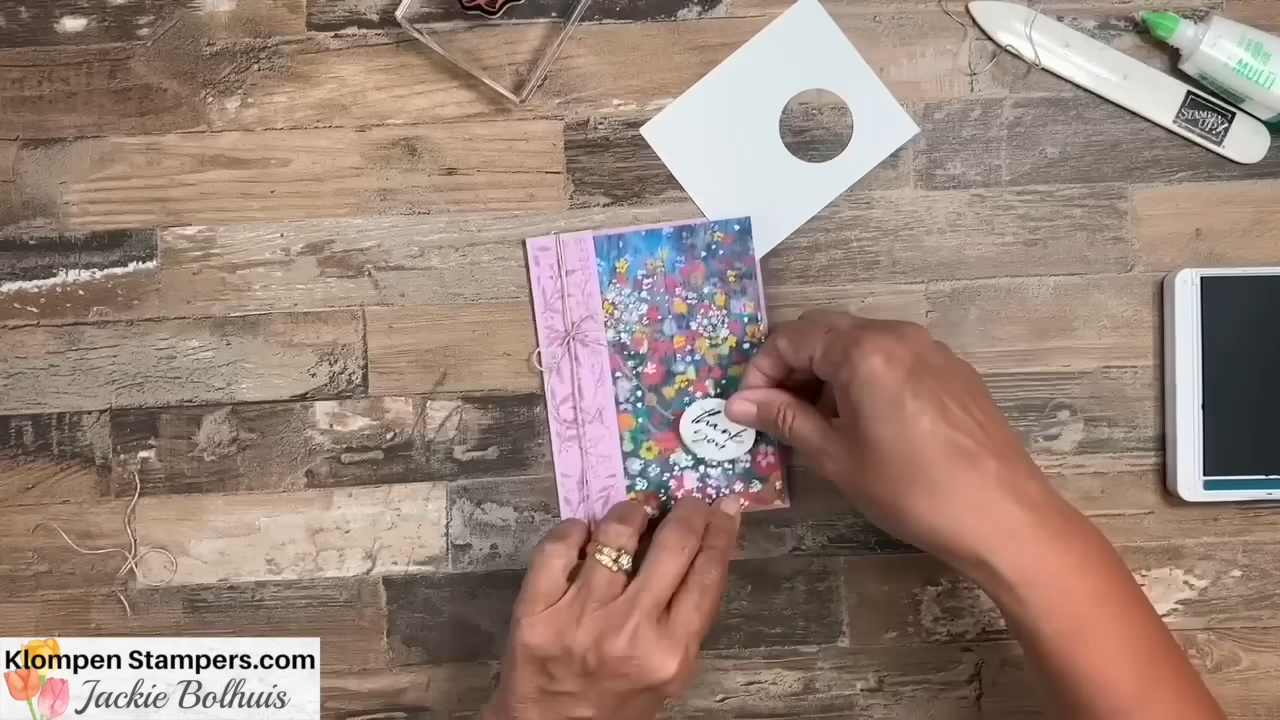 MULTI
STAMPIN'
UP!
thank
you
Klompen Stampers.com
Jackie Bolhuis